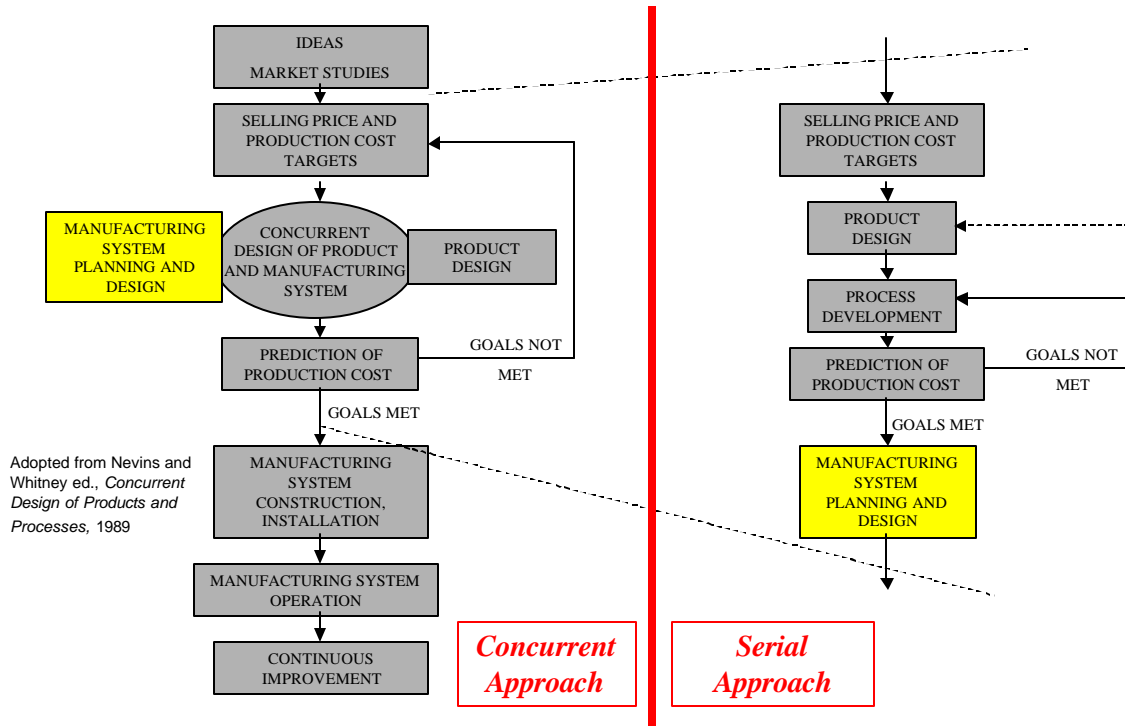 IDEAS
MARKET STUDIES
SELLING PRICE AND
PRODUCTION COST
TARGETS
MANUFACTURING
SYSTEM
PLANNING AND
DESIGN
CONCURRENT
DESIGN OF PRODUCT
AND MANUFACTURING
SYSTEM
PRODUCT
DESIGN
PREDICTION OF
PRODUCTION COST
GOALS NOT
MET
GOALS MET
Adopted from Nevins and
Whitney ed., Concurrent
Design of Products and
Processes, 1989
MANUFACTURING
SYSTEM
CONSTRUCTION,
INSTALLATION
MANUFACTURING SYSTEM
OPERATION
CONTINUOUS
IMPROVEMENT
Concurrent
Approach
SELLING PRICE AND
PRODUCTION COST
TARGETS
PRODUCT
DESIGN
PROCESS
DEVELOPMENT
PREDICTION OF
PRODUCTION COST
GOALS NOT
MET
GOALS MET
MANUFACTURING
SYSTEM
PLANNING AND
DESIGN
Serial
Approach